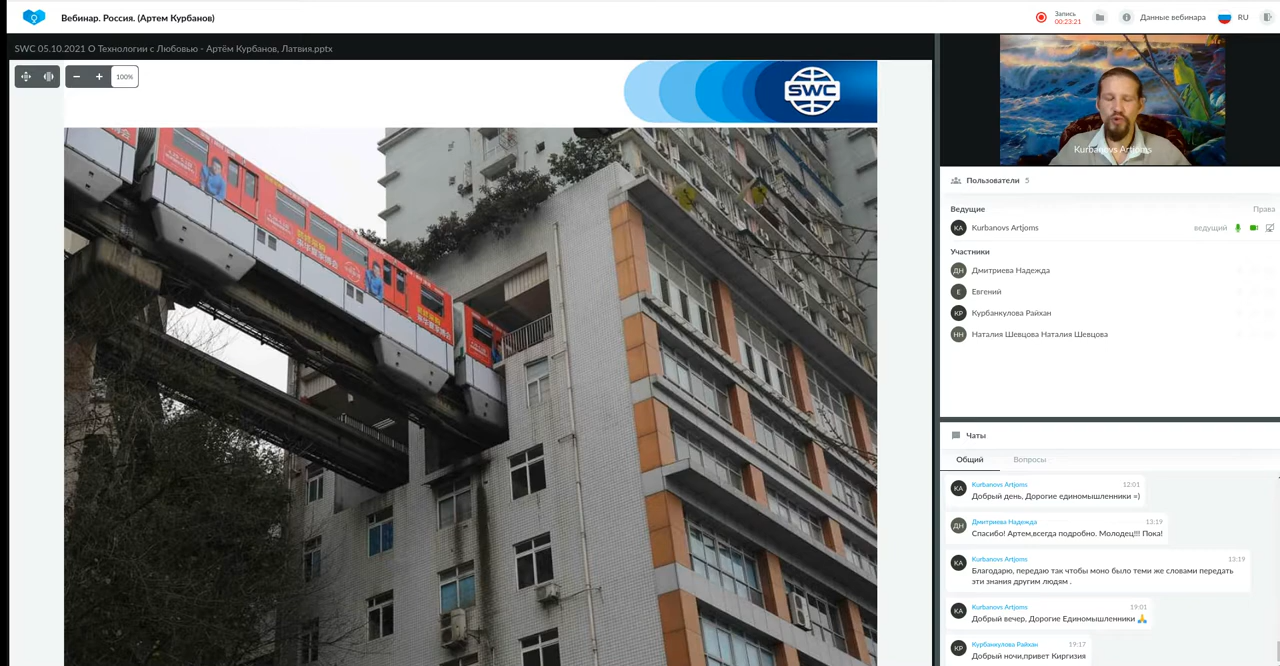 Вебинар. Россия. (Артем Курбанов)
Запись
00:23:21
Данные вебинара
RU
SWC 05.10.2021 О Технологии с Любовью - Артём Курбанов, Латвия.pptx
100%
SWC
Kurbanovs Artjoms
Пользователи 5
Ведущие
Права
KA
Kurbanovs Artjoms
ведущий
Участники
ДН
Дмитриева Надежда
Е
Евгений
КР
Курбанкулова Райхан
НН
Наталия Шевцова Наталия Шевцова
Чаты
Общий
Вопросы
KA
Kurbanovs Artjoms
12:01
Добрый день, Дорогие единомышленники =)
ДН
Дмитриева Надежда
13:19
Спасибо! Артем,всегда подробно. Молодец!!! Пока!
KA
Kurbanovs Artjoms
13:19
Благодарю, передаю так чтобы моно было теми же словами передать
эти знания другим людям .
KA
Kurbanovs Artjoms
19:01
Добрый вечер, Дорогие Единомышленники 🙏
КР
Курбанкулова Райхан
19:17
Добрый ночи,привет Киргизия